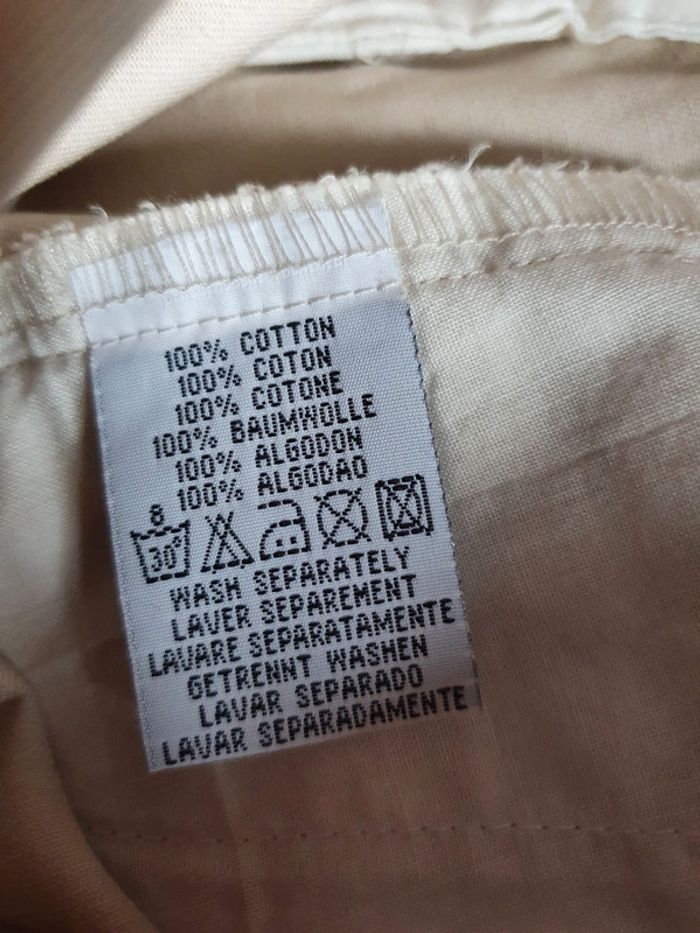 100% COTTON
100% COTON
100% COTONE
100% BAUMWOLLE
100% ALGODON
100% ALGODAO
8
30°
WASH SEPARATELY
LAVER SEPAREMENT
LAVARE SEPARATAMENTE
GETRENNT WASHEN
LAVAR SEPARADO
LAVAR SEPARADAMENTE